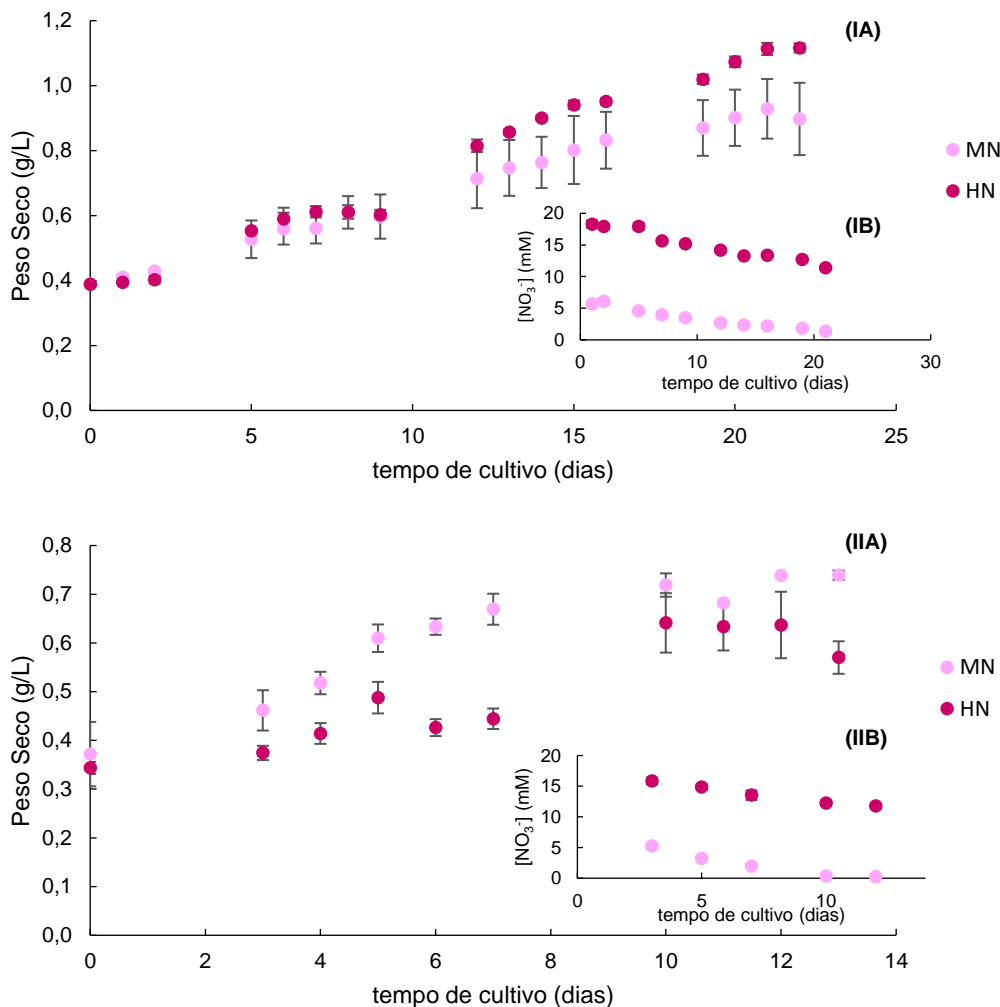 (IA)
Peso Seco (g/L)
1,2
1,0
0,8
0,6
0,4
0,2
0,0
0 5 10 15 20 25
tempo de cultivo (dias)
MN
HN
(IB)
[NO₃⁻] (mM)
20
15
10
5
0
0 10 20 30
tempo de cultivo (dias)
(IIA)
Peso Seco (g/L)
0,8
0,7
0,6
0,5
0,4
0,3
0,2
0,1
0,0
0 2 4 6 8 10 12 14
tempo de cultivo (dias)
MN
HN
(IIB)
[NO₃⁻] (mM)
20
15
10
5
0
0 5 10
tempo de cultivo (dias)